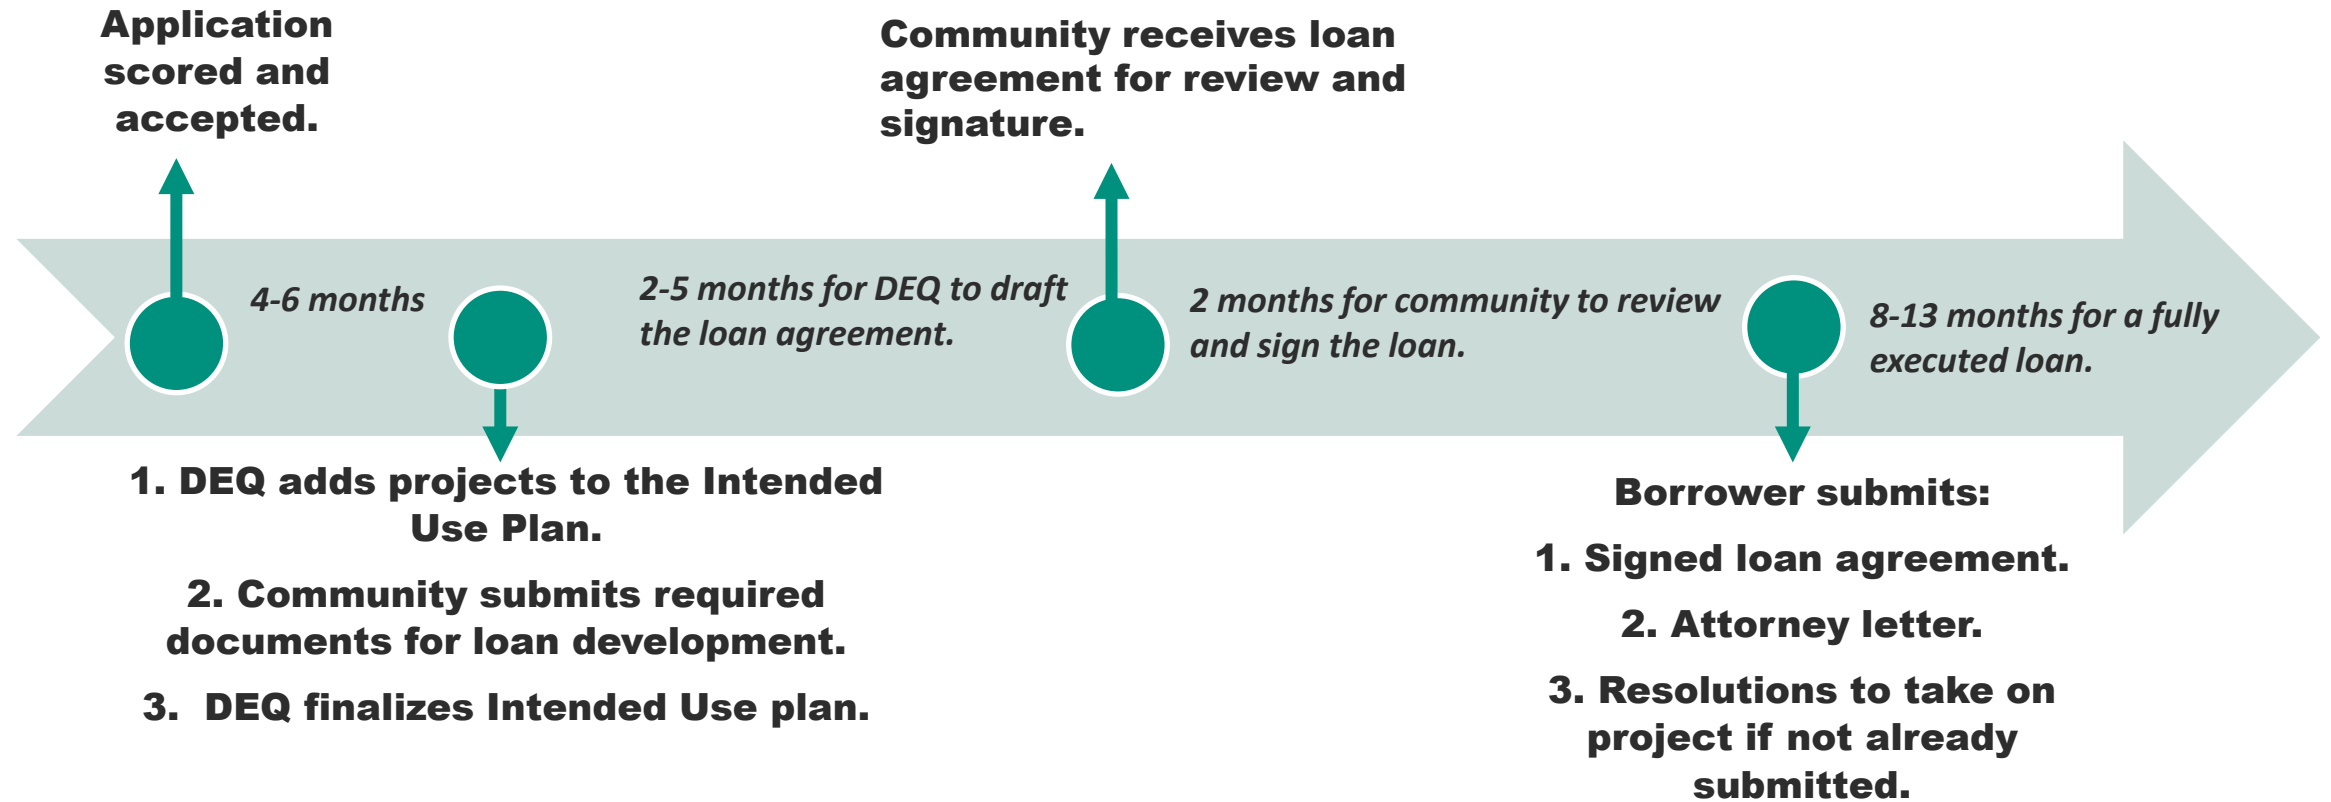 Application
scored and
accepted.
Community receives loan
agreement for review and
signature.
4-6 months
2-5 months for DEQ to draft
the loan agreement.
2 months for community to review
and sign the loan.
8-13 months for a fully
executed loan.
1. DEQ adds projects to the Intended
Use Plan.
2. Community submits required
documents for loan development.
3. DEQ finalizes Intended Use plan.
Borrower submits:
1. Signed loan agreement.
2. Attorney letter.
3. Resolutions to take on
project if not already
submitted.